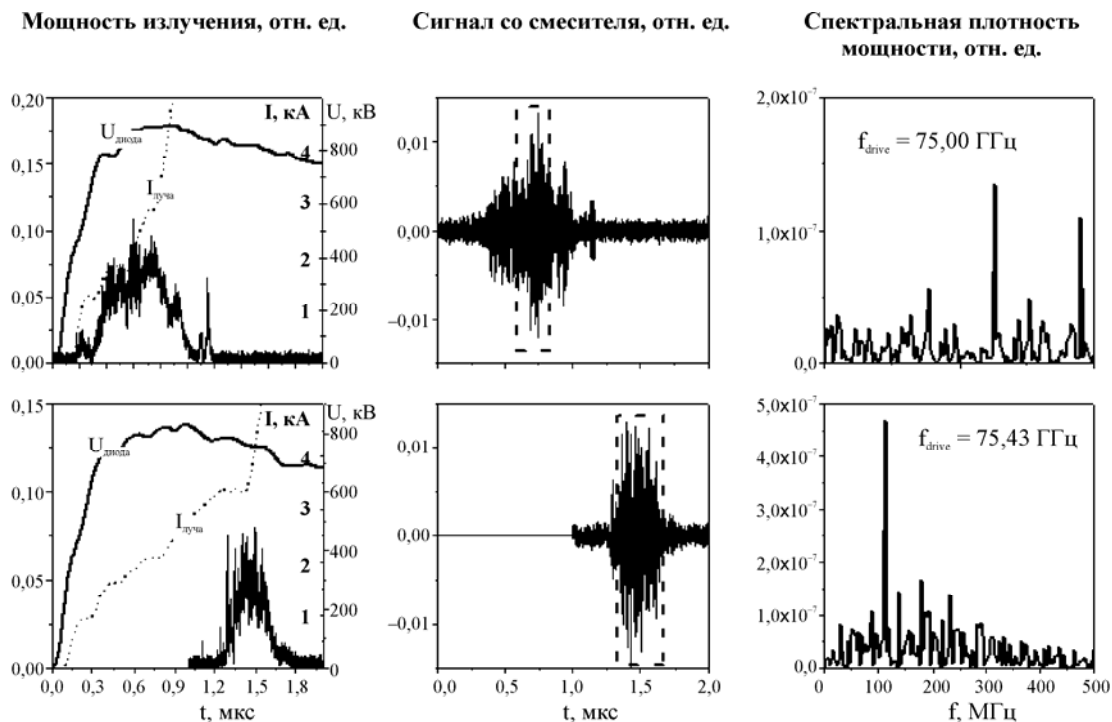 Мощность излучения, отн. ед.
Сигнал со смесителя, отн. ед.
Спектральная плотность
мощности, отн. ед.
0,20
0,15
0,10
0,05
0,00
I, кА
4
3
2
1
U, кВ
800
600
400
200
0
Uдиода
Iлуча
0,01
0,00
–0,01
2,0x10⁻⁷
1,0x10⁻⁷
0,0
fdrive = 75,00 ГГц
0,15
0,10
0,05
0,00
I, кА
4
3
2
1
U, кВ
800
600
400
200
0
Uдиода
Iлуча
0,0 0,3 0,6 0,9 1,2 1,5 1,8
t, мкс
0,01
0,00
–0,01
0,0 0,5 1,0 1,5 2,0
t, мкс
5,0x10⁻⁷
4,0x10⁻⁷
3,0x10⁻⁷
2,0x10⁻⁷
1,0x10⁻⁷
0,0
fdrive = 75,43 ГГц
0 100 200 300 400 500
f, МГц